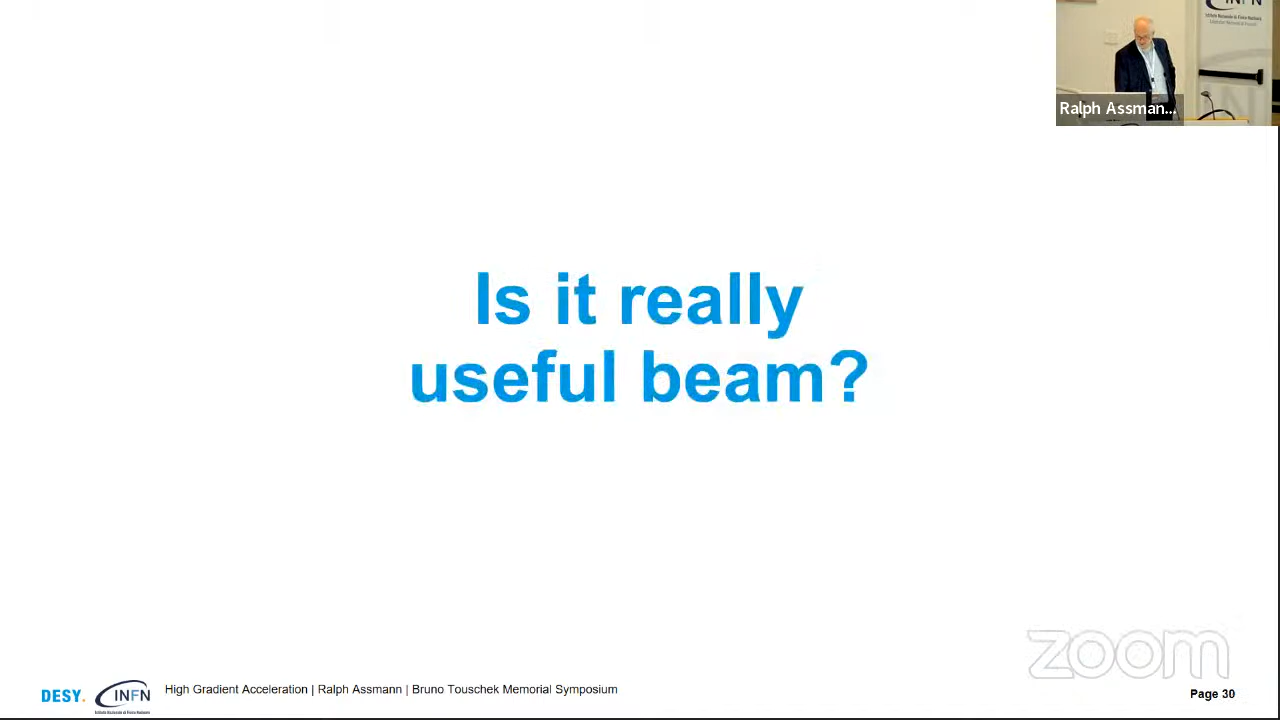 INFN
Ralph Assman...
Is it really
useful beam?
zoom
DESY.
INFN
High Gradient Acceleration | Ralph Assmann | Bruno Touschek Memorial Symposium
Page 30